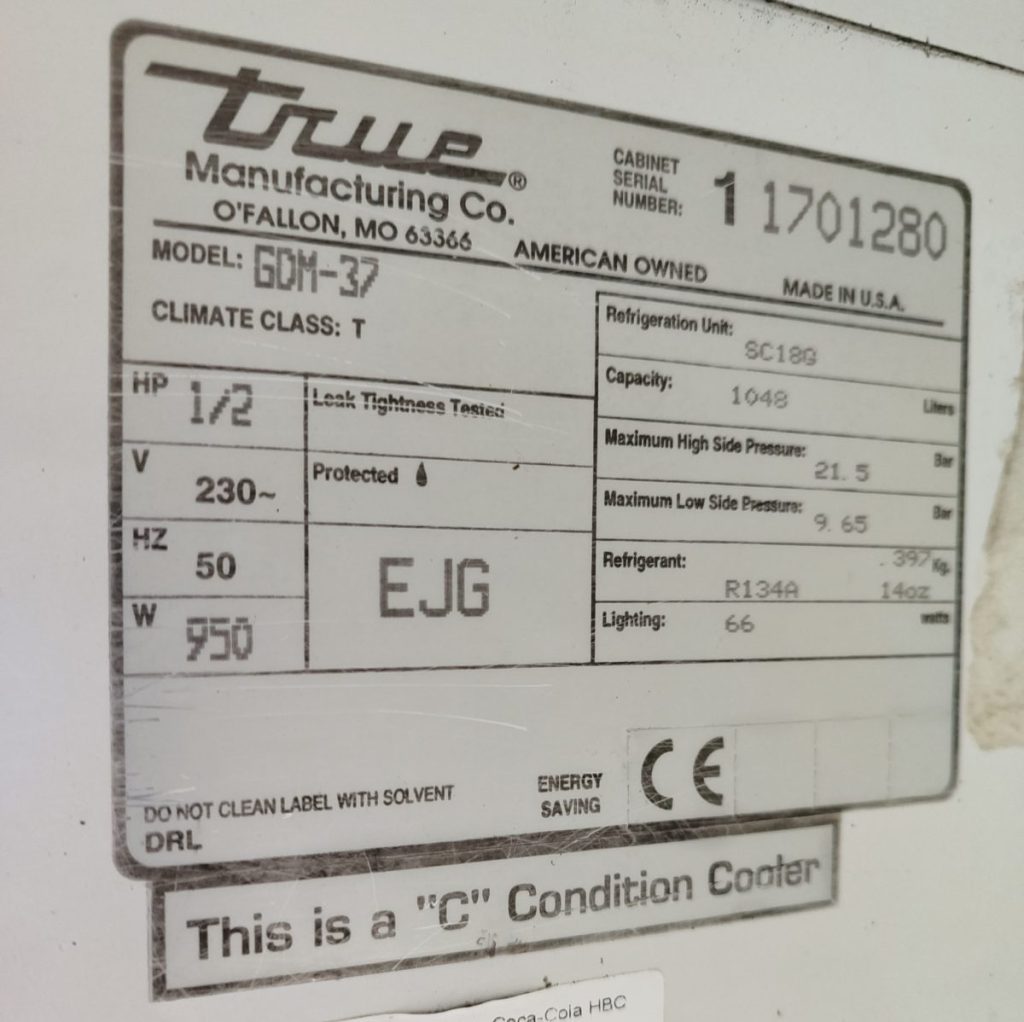 true®
Manufacturing Co.
O'FALLON, MO 63366
AMERICAN OWNED
MADE IN U.S.A.
CABINET
SERIAL
NUMBER: 1 1701280
MODEL: GDM-37
CLIMATE CLASS: T
HP 1/2
V 230~
HZ 50
W 950
Leak Tightness Tested
Protected
EJG
Refrigeration Unit:
SC18G
Capacity:
1048 Liters
Maximum High Side Pressure:
21.5 Bar
Maximum Low Side Pressure:
9.65 Bar
Refrigerant: .397 Kg.
R134A 14oz
Lighting: 66 watts
DO NOT CLEAN LABEL WITH SOLVENT
DRL
ENERGY
SAVING
CE
This is a "C" Condition Cooler
Coca-Cola HBC